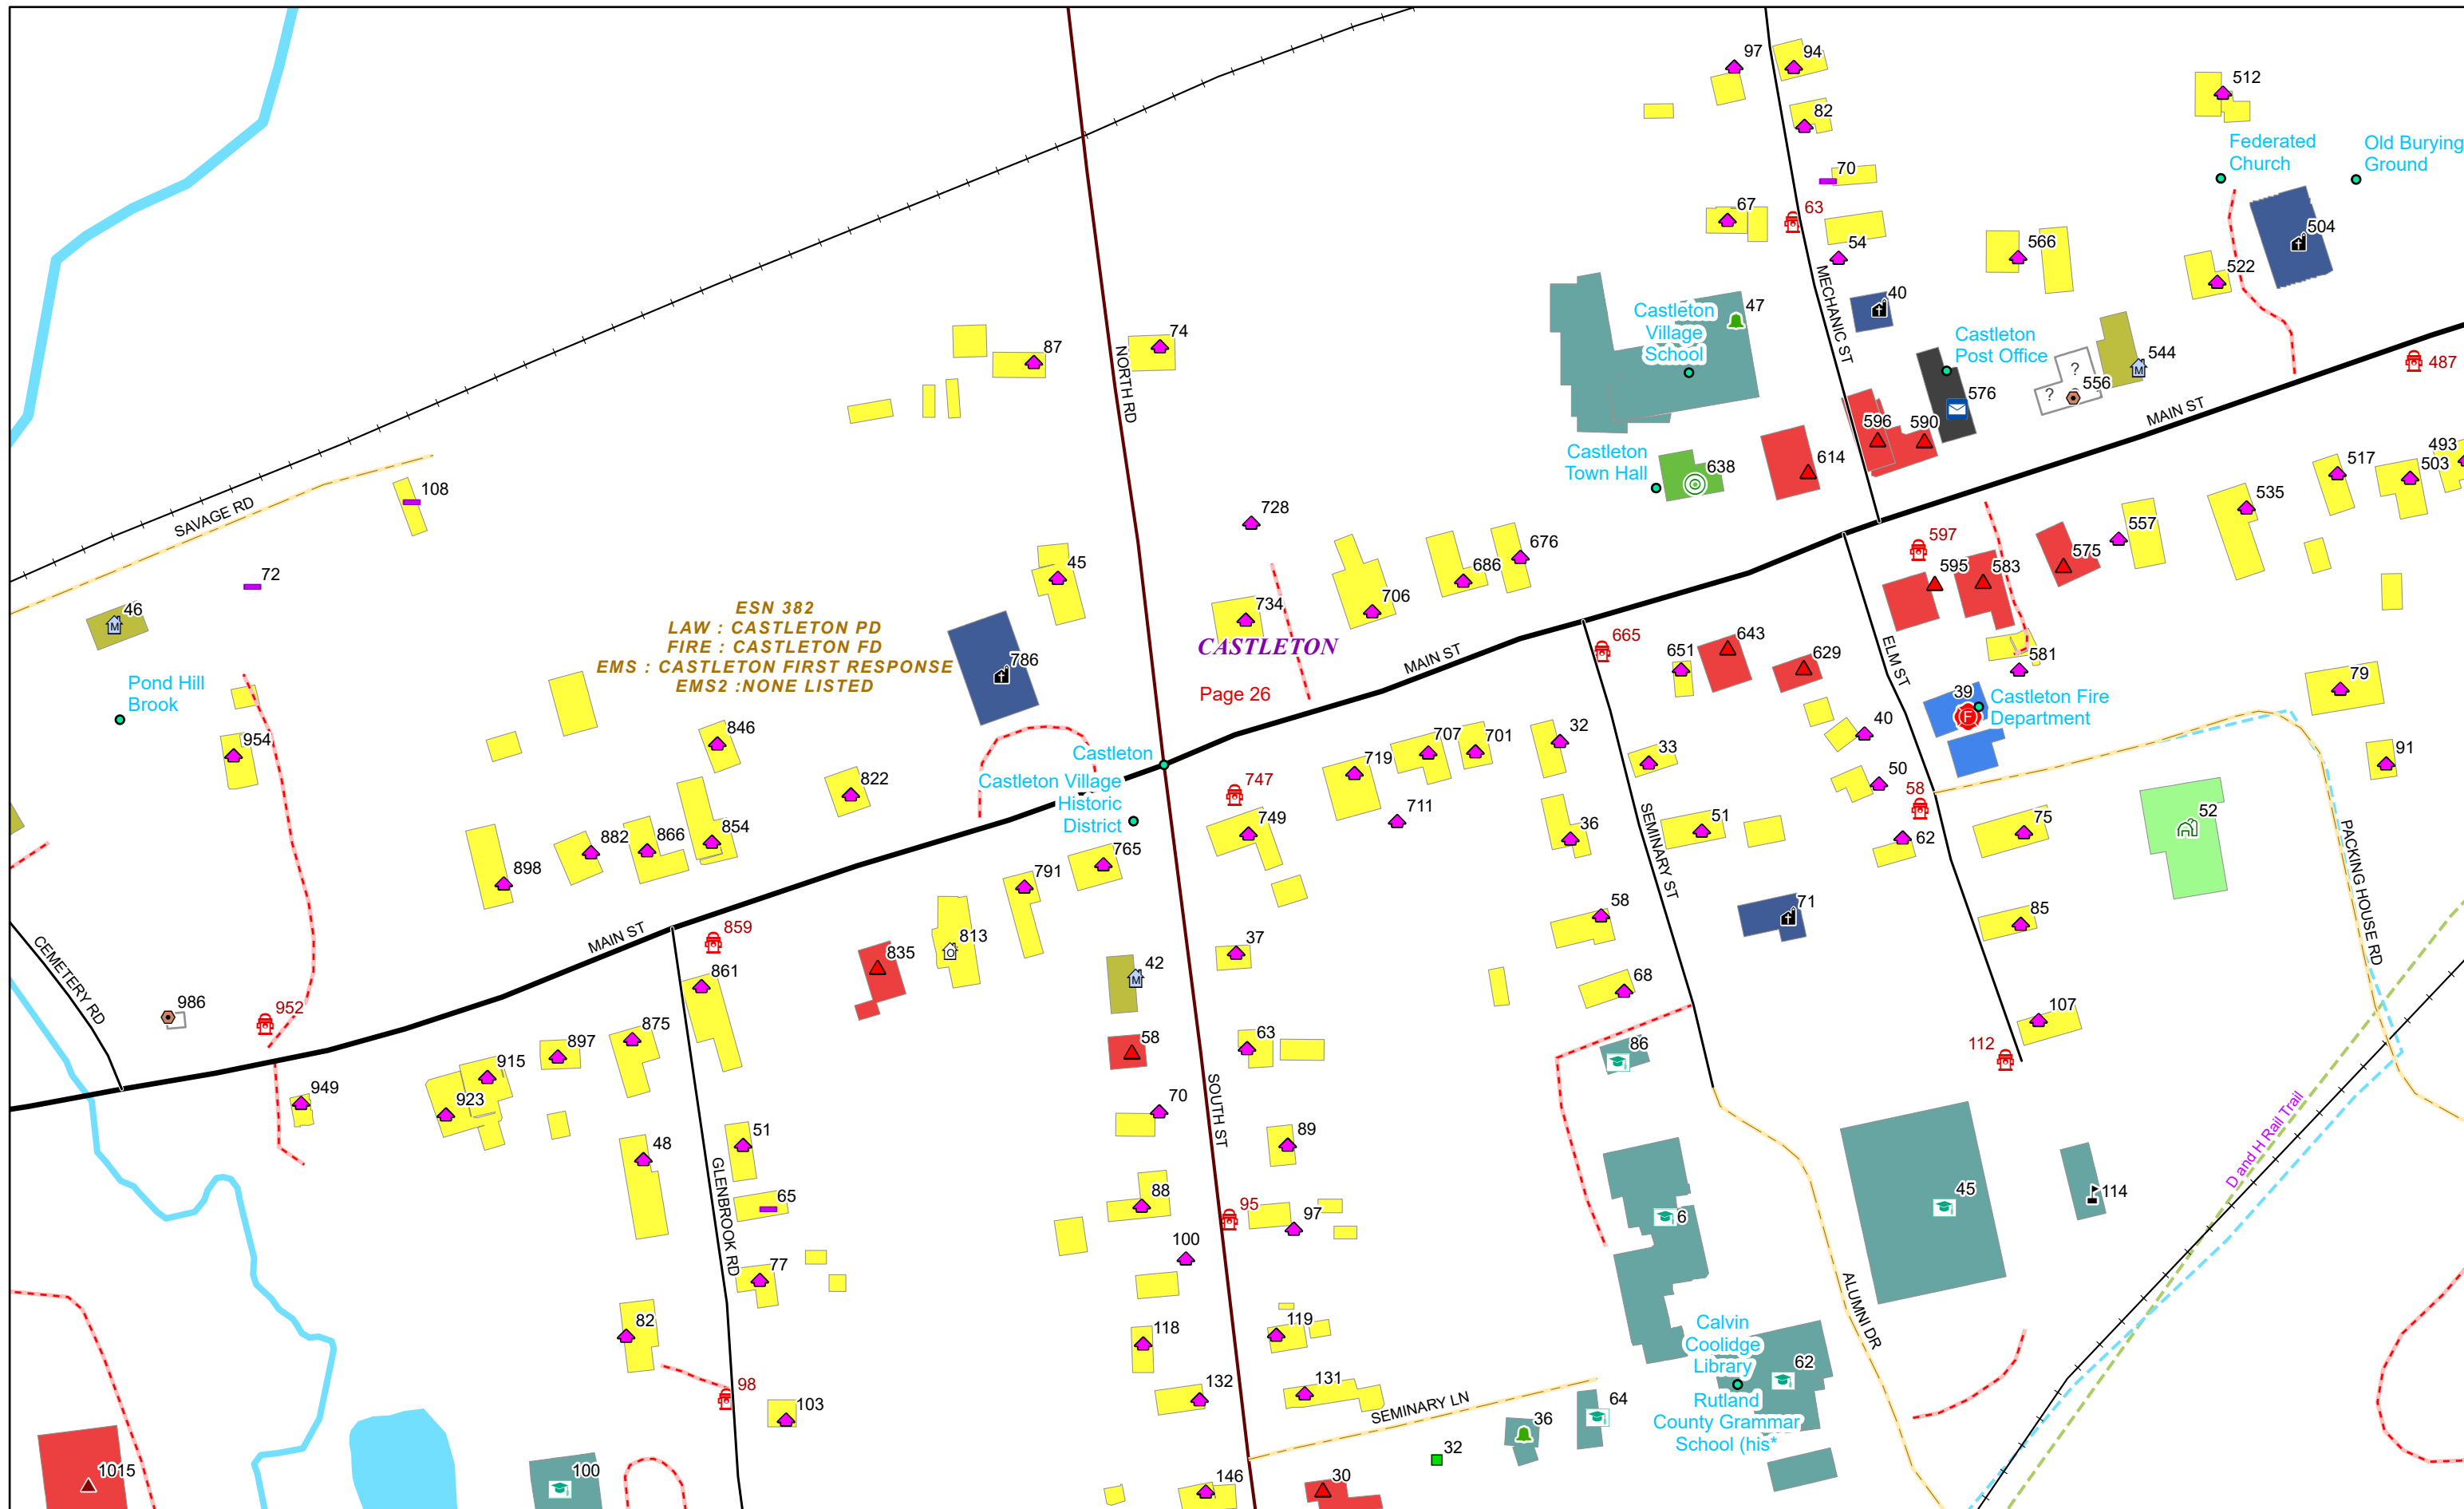 97
94
512
82
Federated
Church
Old Burying
Ground
70
67
63
54
566
504
522
MECHANIC ST
Castleton
Village
School
47
40
Castleton
Post Office
87
74
NORTH RD
544
556
?
?
576
487
MAIN ST
596
590
Castleton
Town Hall
638
614
493
503
517
108
SAVAGE RD
728
535
597
557
676
686
575
45
72
734
706
595
583
46
ESN 382
LAW : CASTLETON PD
FIRE : CASTLETON FD
EMS : CASTLETON FIRST RESPONSE
EMS2 :NONE LISTED
786
CASTLETON
Page 26
MAIN ST
665
651
643
629
ELM ST
581
79
Pond Hill
Brook
39
Castleton Fire
Department
846
954
Castleton
Castleton Village
Historic
District
32
33
40
701
707
719
91
822
747
711
50
58
52
749
36
SEMINARY ST
51
62
75
PACKING HOUSE RD
882
866
854
765
898
791
58
71
85
MAIN ST
859
835
813
CEMETERY RD
37
42
861
68
986
952
107
875
63
58
86
112
897
915
SOUTH ST
949
923
70
D and H Rail Trail
48
51
89
GLENBROOK RD
65
88
95
97
6
45
114
100
77
ALUMNI DR
82
118
119
Calvin
Coolidge
Library
62
98
132
131
SEMINARY LN
Rutland
County Grammar
School (his*
103
64
36
32
1015
100
146
30